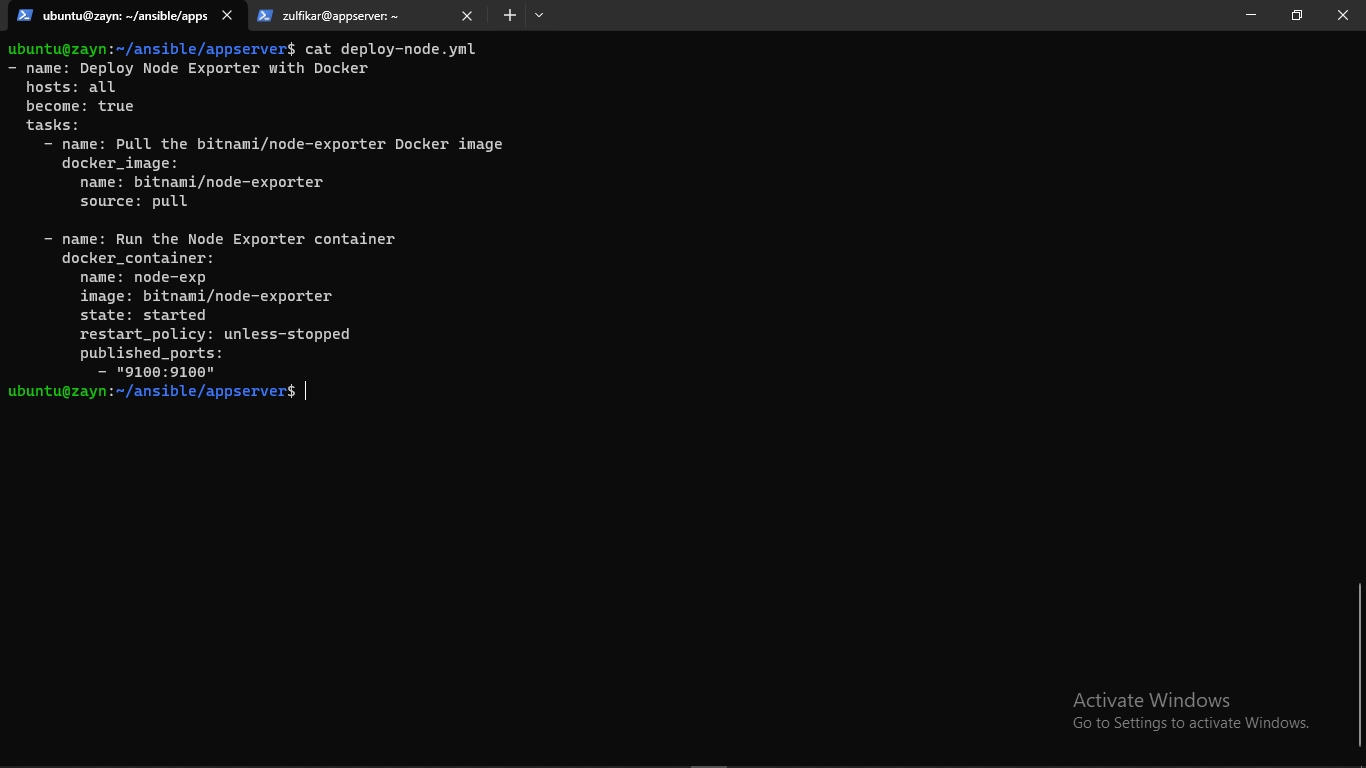 ubuntu@zayn: ~/ansible/apps
zulfikar@appserver: ~
ubuntu@zayn:~/ansible/appserver$ cat deploy-node.yml
- name: Deploy Node Exporter with Docker
  hosts: all
  become: true
  tasks:
    - name: Pull the bitnami/node-exporter Docker image
      docker_image:
        name: bitnami/node-exporter
        source: pull

    - name: Run the Node Exporter container
      docker_container:
        name: node-exp
        image: bitnami/node-exporter
        state: started
        restart_policy: unless-stopped
        published_ports:
          - "9100:9100"
ubuntu@zayn:~/ansible/appserver$
Activate Windows
Go to Settings to activate Windows.